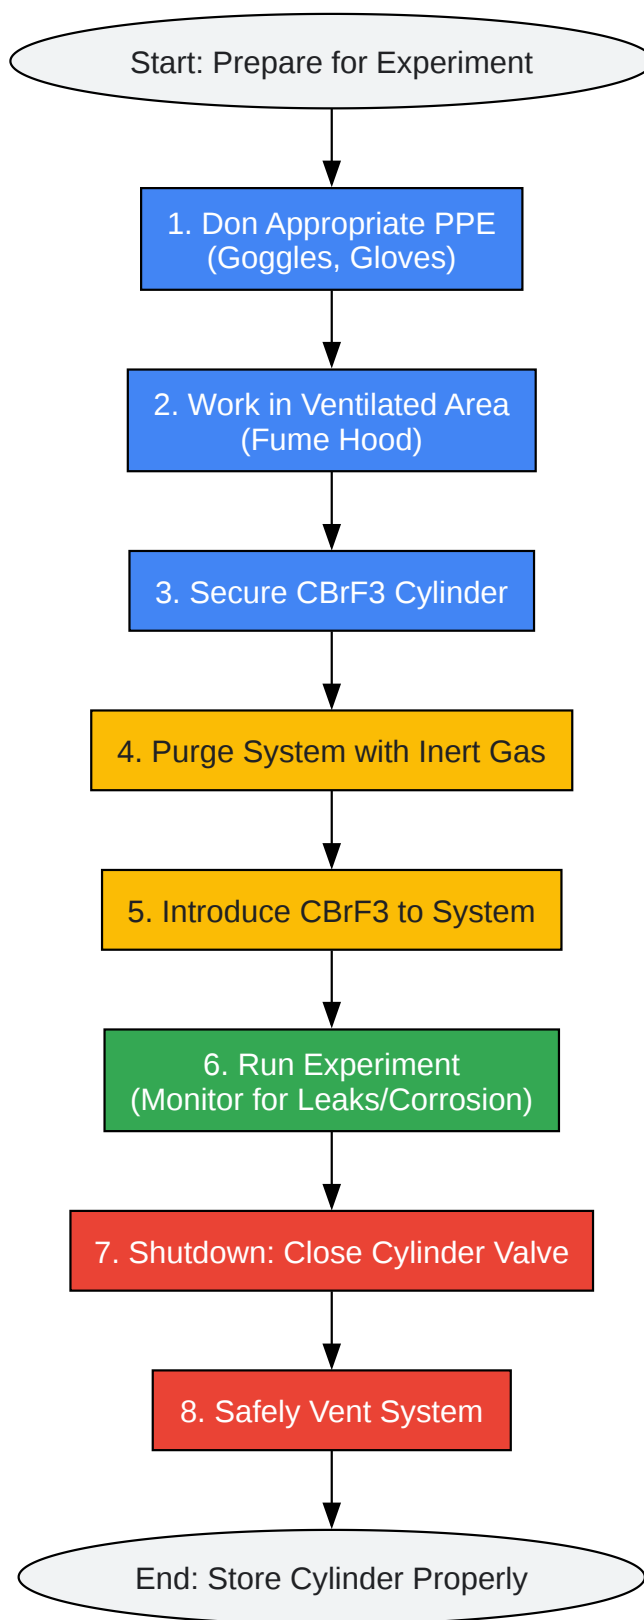 Start: Prepare for Experiment
1. Don Appropriate PPE
(Goggles, Gloves)
2. Work in Ventilated Area
(Fume Hood)
3. Secure CBrF3 Cylinder
4. Purge System with Inert Gas
5. Introduce CBrF3 to System
6. Run Experiment
(Monitor for Leaks/Corrosion)
7. Shutdown: Close Cylinder Valve
8. Safely Vent System
End: Store Cylinder Properly